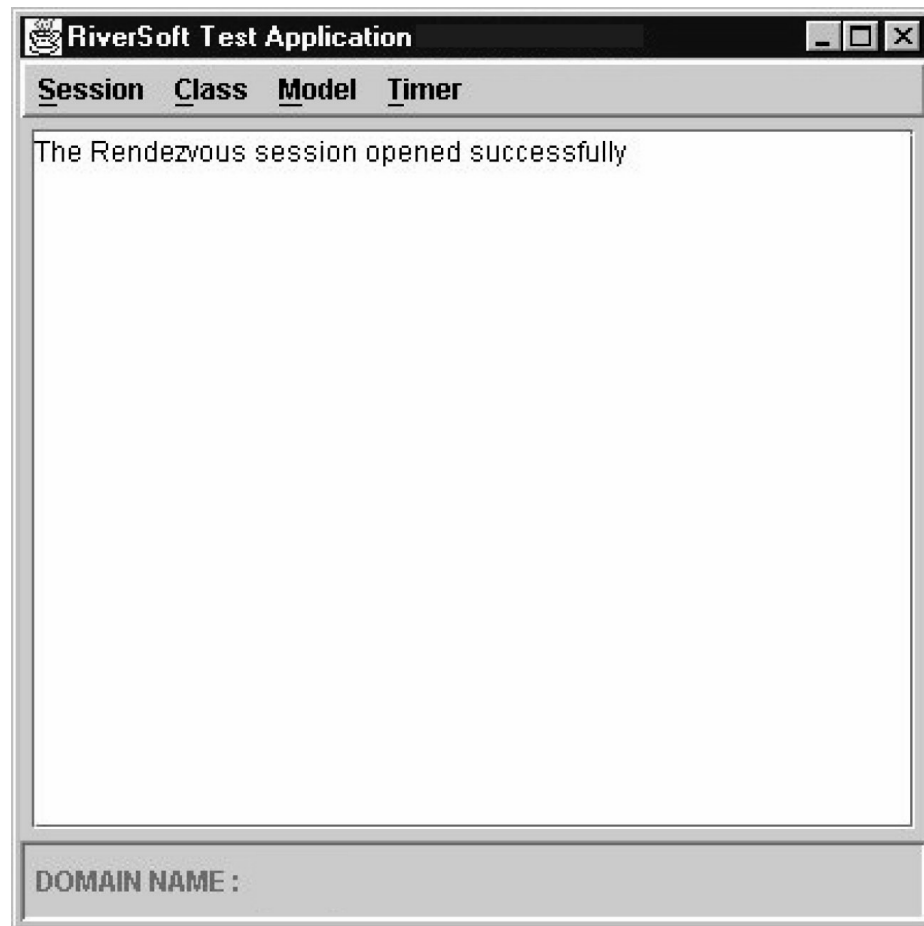 RiverSoft Test Application
Session Class Model Timer
The Rendezvous session opened successfully
DOMAIN NAME :